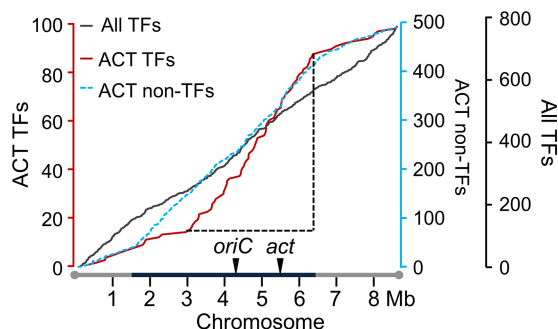 100
80
60
40
20
0
ACT TFs
All TFs
ACT TFs
ACT non-TFs
500
400
300
200
100
0
ACT non-TFs
800
600
400
200
0
All TFs
oriC act
1 2 3 4 5 6 7 8 Mb
Chromosome